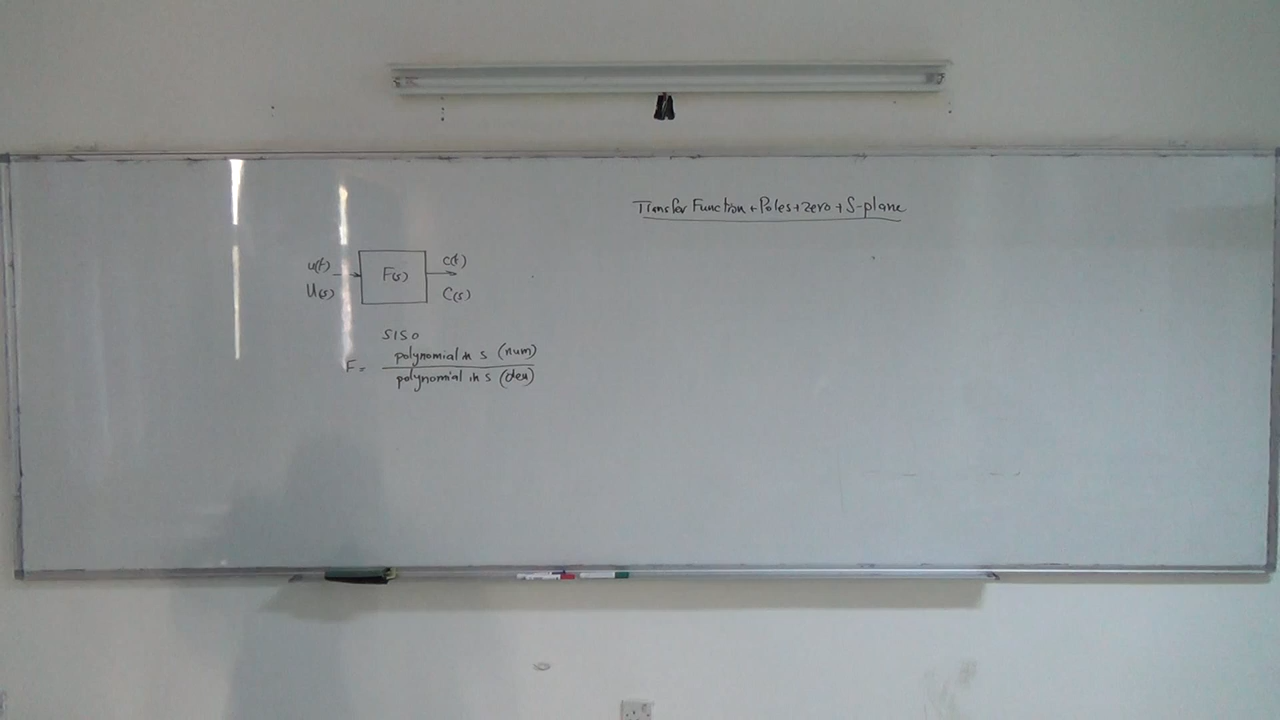 Transfer Function + Poles + zero + S-plane
u(t) F(s) c(t)
U(s) C(s)
SISO
F = polynomial in s (num)
polynomial in s (den)